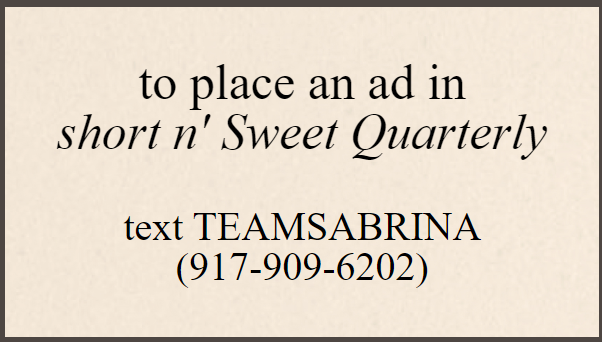 to place an ad in
short n' Sweet Quarterly
text TEAMSABRINA
(917-909-6202)